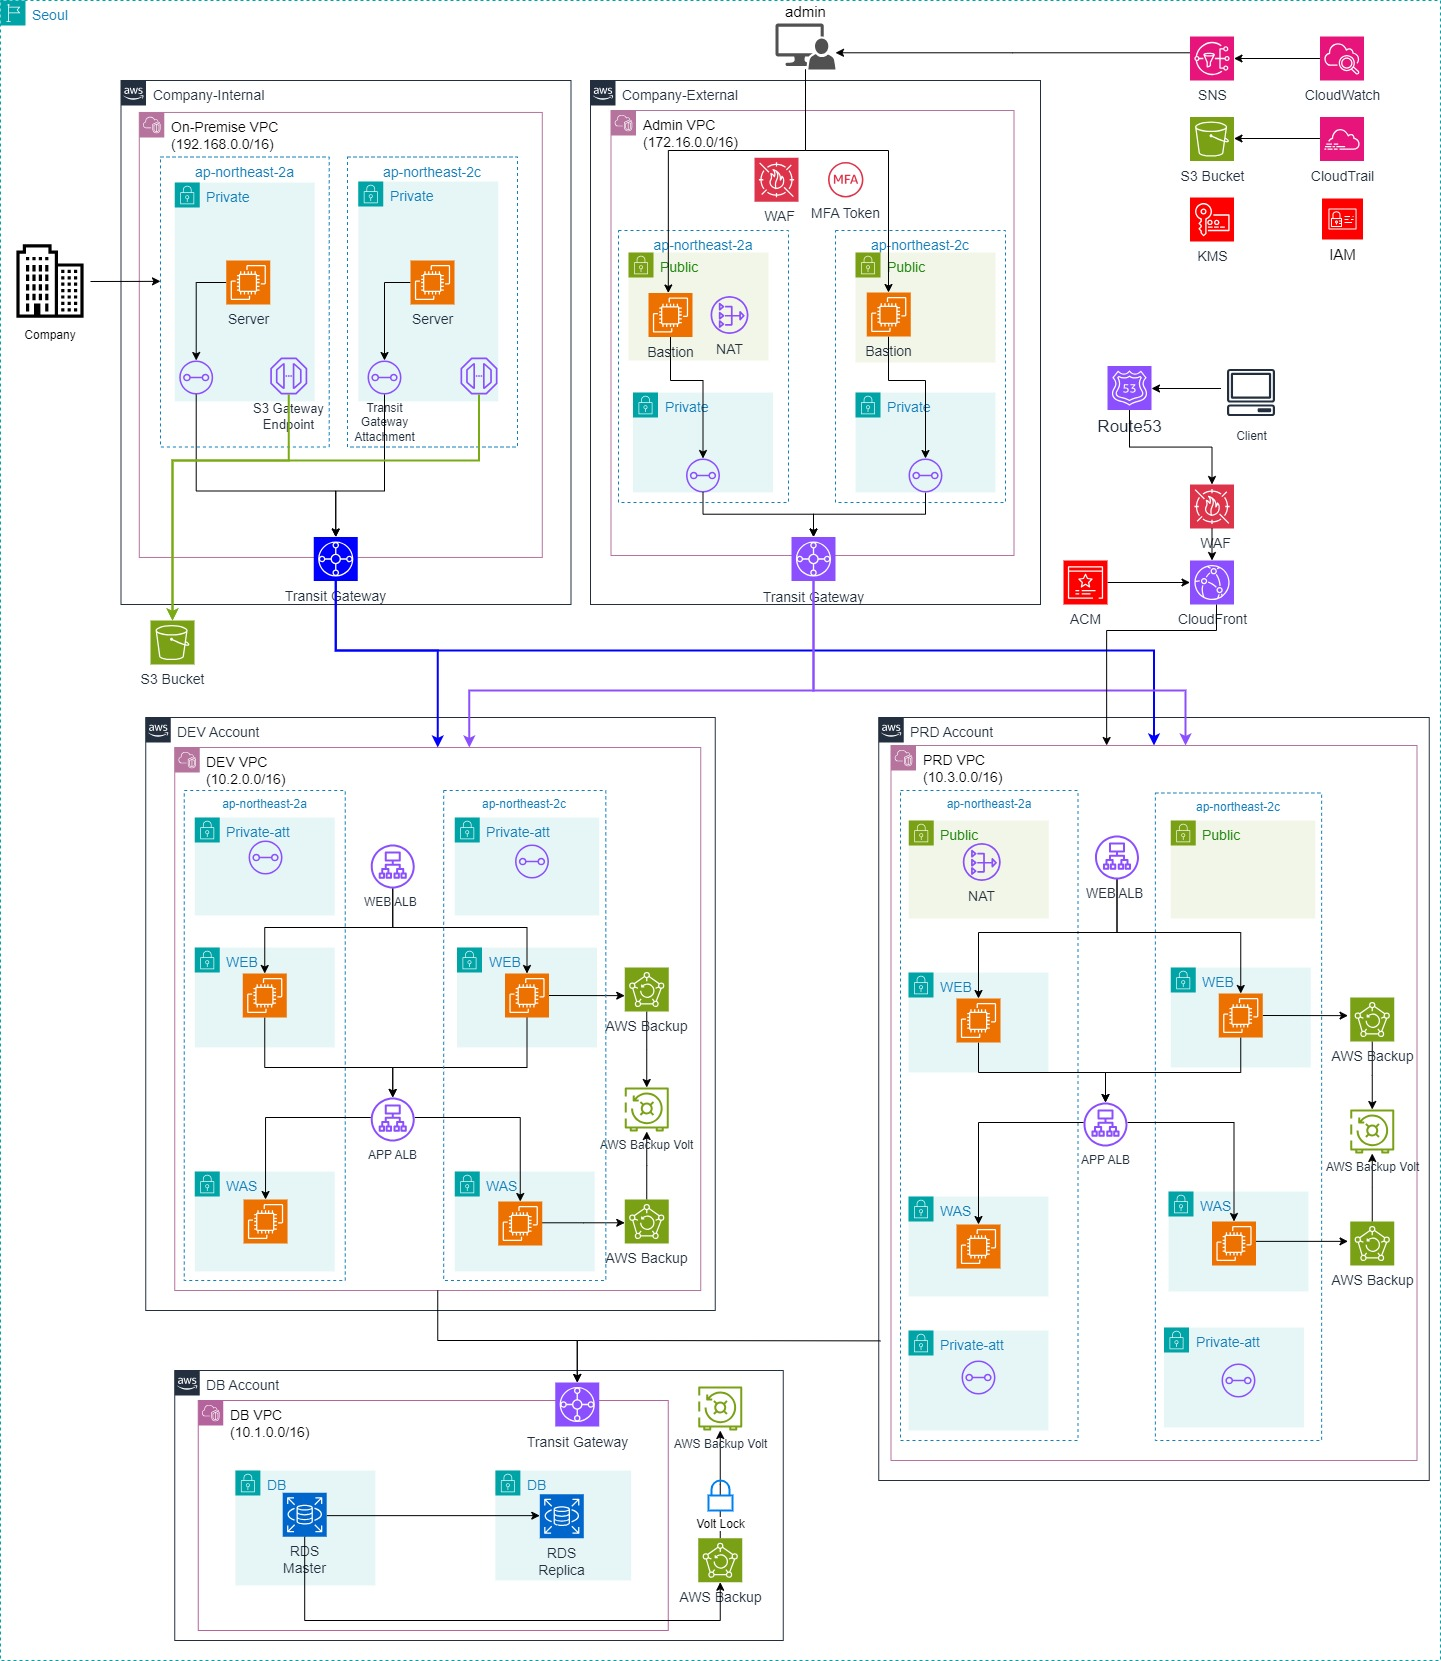 Seoul
admin
SNS
CloudWatch
S3 Bucket
CloudTrail
KMS
IAM
aws
Company-Internal
On-Premise VPC
(192.168.0.0/16)
ap-northeast-2a
Private
Server
S3 Gateway
Endpoint
ap-northeast-2c
Private
Server
Transit
Gateway
Attachment
Company
Transit Gateway
S3 Bucket
aws
Company-External
Admin VPC
(172.16.0.0/16)
WAF
MFA
MFA Token
ap-northeast-2a
Public
Bastion
NAT
Private
ap-northeast-2c
Public
Bastion
Private
Transit Gateway
53
Route53
Client
WAF
ACM
CloudFront
aws
DEV Account
DEV VPC
(10.2.0.0/16)
ap-northeast-2a
Private-att
ap-northeast-2c
Private-att
WEB ALB
WEB
WEB
AWS Backup
AWS Backup Volt
APP ALB
WAS
WAS
AWS Backup
aws
PRD Account
PRD VPC
(10.3.0.0/16)
ap-northeast-2a
Public
NAT
ap-northeast-2c
Public
WEB ALB
WEB
WEB
AWS Backup
AWS Backup Volt
APP ALB
WAS
WAS
AWS Backup
Private-att
Private-att
aws
DB Account
DB VPC
(10.1.0.0/16)
Transit Gateway
AWS Backup Volt
DB
RDS
Master
DB
RDS
Replica
Volt Lock
AWS Backup